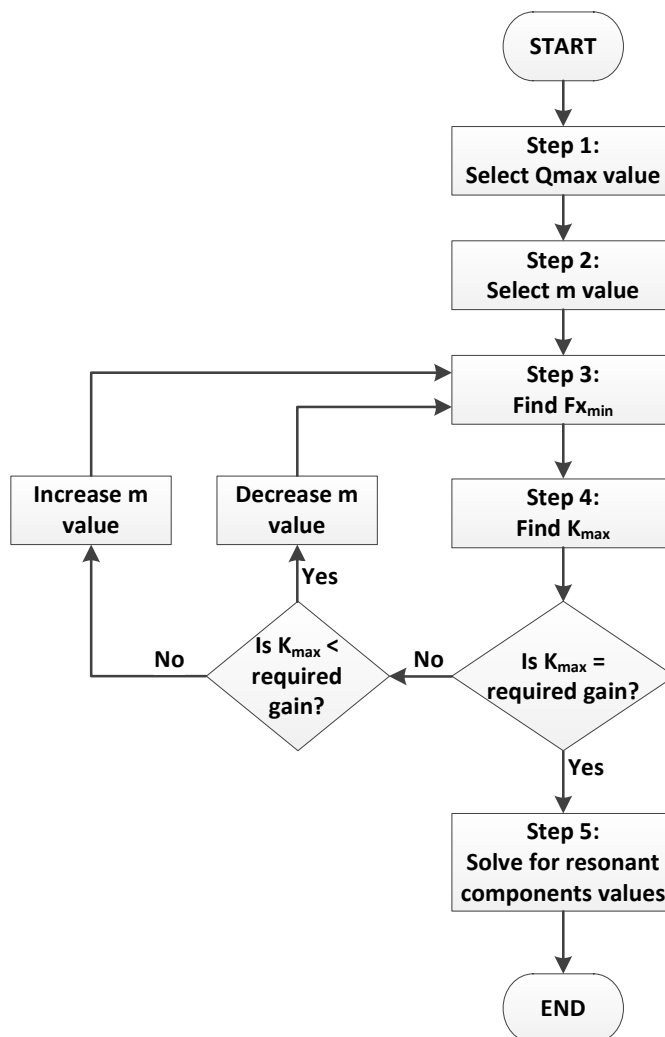 START
Step 1:
Select Qmax value
Step 2:
Select m value
Step 3:
Find Fxmin
Increase m
value
Decrease m
value
Step 4:
Find Kmax
Yes
Is Kmax <
required
gain?
No
No
Is Kmax =
required gain?
Yes
Step 5:
Solve for resonant
components values
END